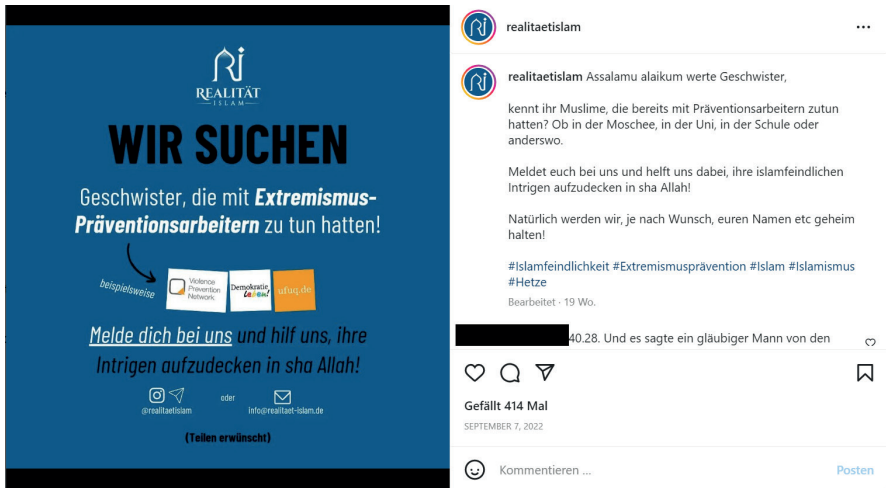 REALITÄT
ISLAM
WIR SUCHEN
Geschwister, die mit Extremismus-
Präventionsarbeitern zu tun hatten!
beispielsweise
Violence
Prevention
Network
Demokratie
leben!
ufuq.de
Melde dich bei uns und hilf uns, ihre
Intrigen aufzudecken in sha Allah!
@realitaetislam
oder
info@realitaet-islam.de
(Teilen erwünscht)
realitaetislam
realitaetislam Assalamu alaikum werte Geschwister,
kennt ihr Muslime, die bereits mit Präventionsarbeitern zutun
hatten? Ob in der Moschee, in der Uni, in der Schule oder
anderswo.
Meldet euch bei uns und helft uns dabei, ihre islamfeindlichen
Intrigen aufzudecken in sha Allah!
Natürlich werden wir, je nach Wunsch, euren Namen etc geheim
halten!
#Islamfeindlichkeit #Extremismusprävention #Islam #Islamismus
#Hetze
Bearbeitet · 19 Wo.
40.28. Und es sagte ein gläubiger Mann von den
Gefällt 414 Mal
SEPTEMBER 7, 2022
Kommentieren ...
Posten